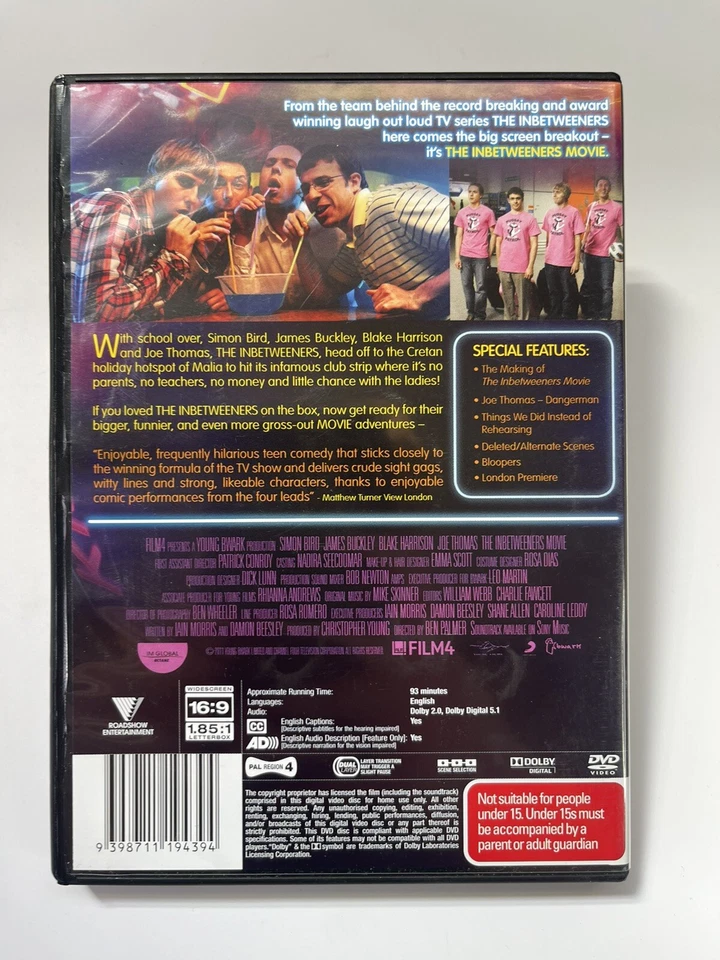 From the team behind the record breaking and award
winning laugh out loud TV series THE INBETWEENERS
here comes the big screen breakout –
it's THE INBETWEENERS MOVIE.
With school over, Simon Bird, James Buckley, Blake Harrison
and Joe Thomas, THE INBETWEENERS, head off to the Cretan
holiday hotspot of Malia to hit its infamous club strip where it's no
parents, no teachers, no money and little chance with the ladies!
If you loved THE INBETWEENERS on the box, now get ready for their
bigger, funnier, and even more gross-out MOVIE adventures –
"Enjoyable, frequently hilarious teen comedy that sticks closely to
the winning formula of the TV show and delivers crude sight gags,
witty lines and strong, likeable characters, thanks to enjoyable
comic performances from the four leads" - Matthew Turner View London
SPECIAL FEATURES:
• The Making of
The Inbetweeners Movie
• Joe Thomas – Dangerman
• Things We Did Instead of
Rehearsing
• Deleted/Alternate Scenes
• Bloopers
• London Premiere
FILM4 PRESENTS A YOUNG BWARK PRODUCTION SIMON BIRD JAMES BUCKLEY BLAKE HARRISON JOE THOMAS THE INBETWEENERS MOVIE
FIRST ASSISTANT DIRECTOR PATRICK CONROY CASTING NADIRA SEECOOMAR MAKE-UP & HAIR DESIGNER EMMA SCOTT COSTUME DESIGNER ROSA DIAS
PRODUCTION DESIGNER DICK LUNN PRODUCTION SOUND MIXER BOB NEWTON AMPS EXECUTIVE PRODUCER FOR BWARK LEO MARTIN
ASSOCIATE PRODUCER FOR YOUNG FILMS RHIANNA ANDREWS ORIGINAL MUSIC BY MIKE SKINNER EDITORS WILLIAM WEBB CHARLIE FAWCETT
DIRECTOR OF PHOTOGRAPHY BEN WHEELER LINE PRODUCER ROSA ROMERO EXECUTIVE PRODUCERS IAIN MORRIS DAMON BEESLEY SHANE ALLEN CAROLINE LEDDY
WRITTEN BY IAIN MORRIS AND DAMON BEESLEY PRODUCED BY CHRISTOPHER YOUNG DIRECTED BY BEN PALMER SOUNDTRACK AVAILABLE ON SONY MUSIC
IM GLOBAL
© 2011 YOUNG BWARK LIMITED AND CHANNEL FOUR TELEVISION CORPORATION. ALL RIGHTS RESERVED.
FILM4
bwark
ROADSHOW
ENTERTAINMENT
WIDESCREEN
16:9
1.85:1
LETTERBOX
Approximate Running Time: 93 minutes
Languages: English
Audio: Dolby 2.0, Dolby Digital 5.1
CC English Captions: Yes
[Descriptive subtitles for the hearing impaired]
AD))) English Audio Description [Feature Only]: Yes
[Descriptive narration for the vision impaired]
PAL REGION 4
DUAL LAYER
LAYER TRANSITION
MAY TRIGGER A
SLIGHT PAUSE
SCENE SELECTION
DOLBY
DIGITAL
DVD
VIDEO
The copyright proprietor has licensed the film (including the soundtrack)
comprised in this digital video disc for home use only. All other
rights are reserved. Any unauthorised copying, editing, exhibition,
renting, exchanging, hiring, lending, public performances, diffusion,
and/or broadcasts of this digital video disc or any part thereof is
strictly prohibited. This DVD disc is compliant with applicable DVD
specifications. Some of its features may not be compatible with all DVD
players."Dolby" & the DD symbol are trademarks of Dolby Laboratories
Licensing Corporation.
Not suitable for people
under 15. Under 15s must
be accompanied by a
parent or adult guardian
9 398711 194394